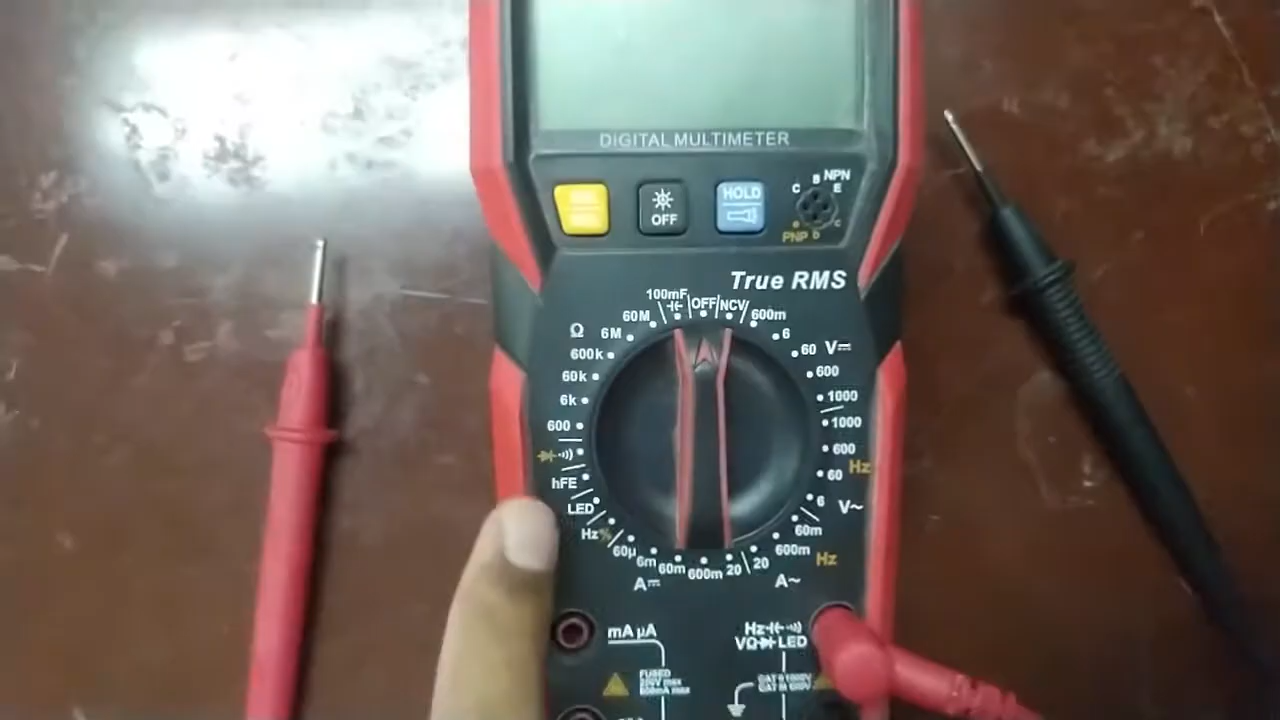 DIGITAL MULTIMETER
OFF
HOLD
NPN
C B E
PNP
True RMS
100mF OFF NCV 600m
60M
6M
600k
60k
6k
600
hFE
LED
Hz%
60µ
6m
60m
600m
20
A⎓
Ω
6
60
600
1000
V⎓
1000
600
60
6
Hz
V~
60m
600m
20
Hz
A~
mA µA
Hz
VΩ LED
FUSED